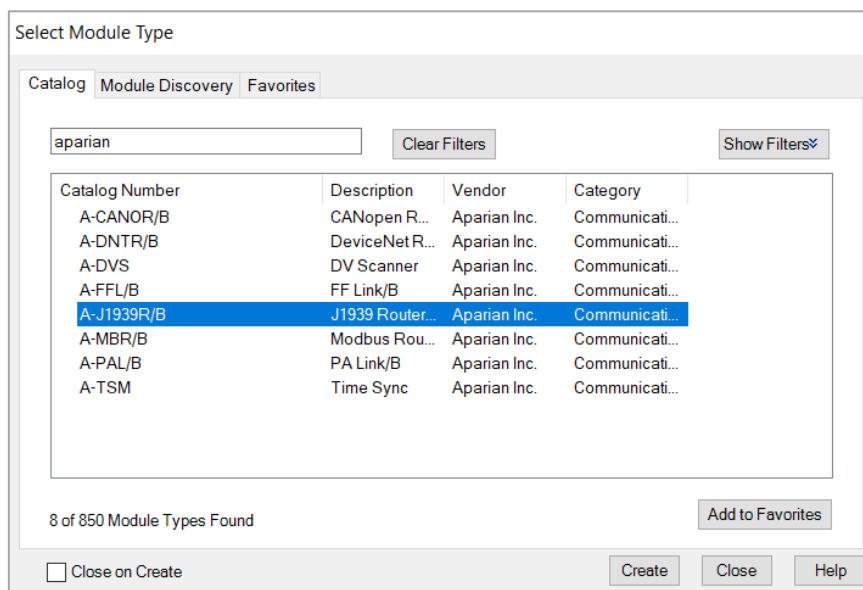 Select Module Type
Catalog Module Discovery Favorites
aparian Clear Filters Show Filters
Catalog Number Description Vendor Category
A-CANOR/B CANopen R... Aparian Inc. Communicati...
A-DNTR/B DeviceNet R... Aparian Inc. Communicati...
A-DVS DV Scanner Aparian Inc. Communicati...
A-FFL/B FF Link/B Aparian Inc. Communicati...
A-J1939R/B J1939 Router... Aparian Inc. Communicati...
A-MBR/B Modbus Rou... Aparian Inc. Communicati...
A-PAL/B PA Link/B Aparian Inc. Communicati...
A-TSM Time Sync Aparian Inc. Communicati...
8 of 850 Module Types Found Add to Favorites
Close on Create Create Close Help